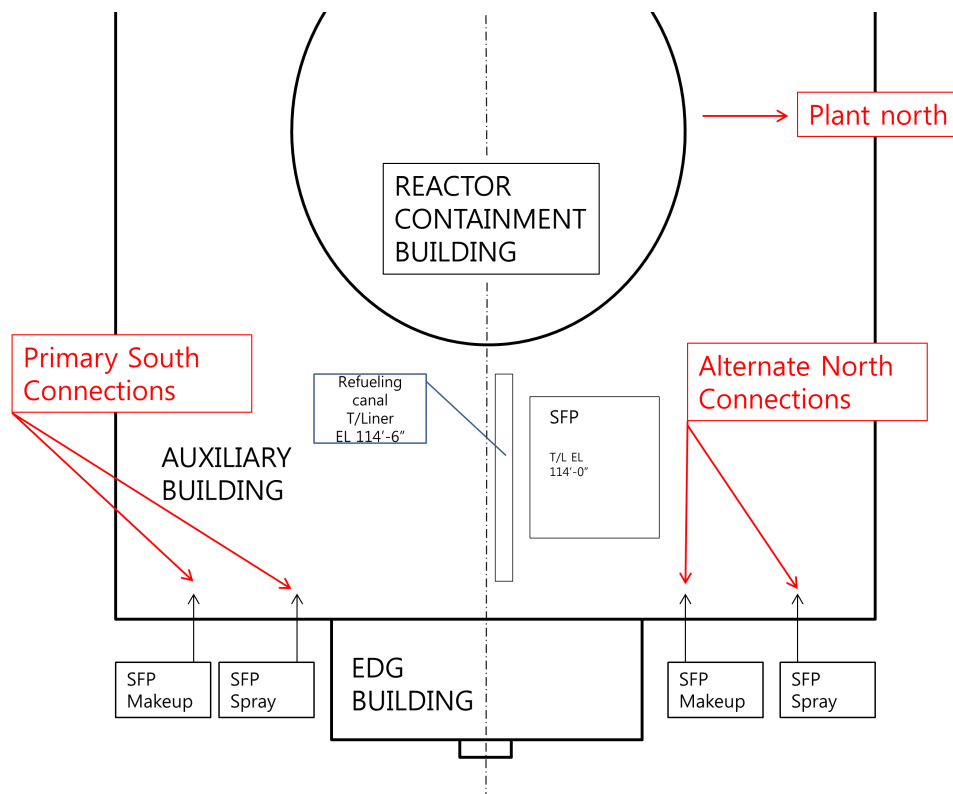 Plant north
REACTOR
CONTAINMENT
BUILDING
Primary South
Connections
Refueling
canal
T/Liner
EL 114’-6”
Alternate North
Connections
SFP
T/L EL
114’-0”
AUXILIARY
BUILDING
SFP
Makeup
SFP
Spray
EDG
BUILDING
SFP
Makeup
SFP
Spray